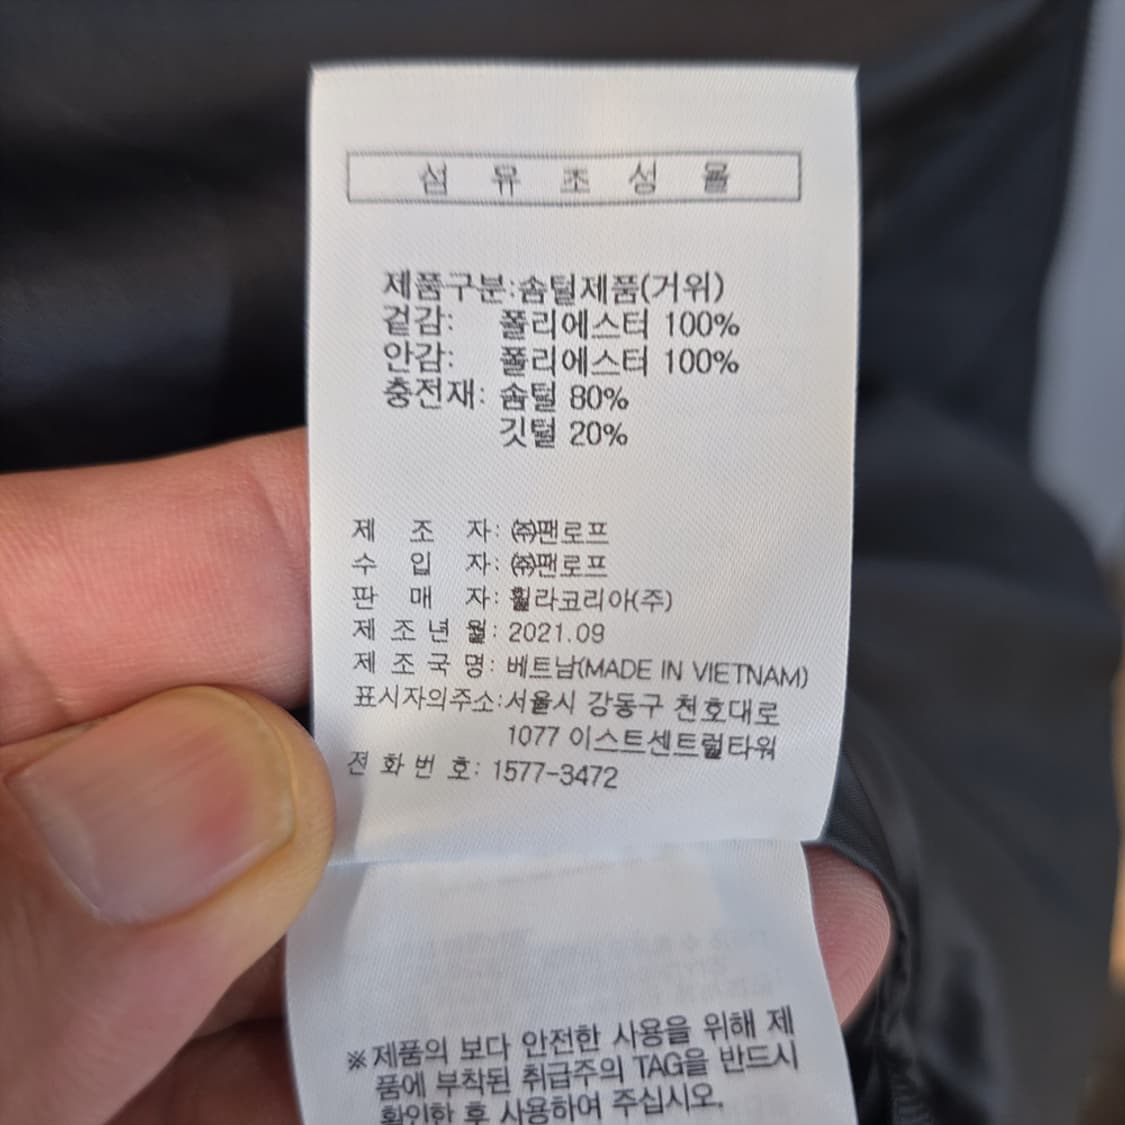 섬 유 조 성 율
제품구분:솜털제품(거위)
겉감: 폴리에스터 100%
안감: 폴리에스터 100%
충전재: 솜털 80%
깃털 20%
제 조 자: ㈜팬로프
수 입 자: ㈜팬로프
판 매 자: 휠라코리아(주)
제 조 년 월: 2021.09
제 조 국 명: 베트남(MADE IN VIETNAM)
표시자의주소:서울시 강동구 천호대로
1077 이스트센트럴타워
전 화 번 호: 1577-3472
※제품의 보다 안전한 사용을 위해 제
품에 부착된 취급주의 TAG을 반드시
확인한 후 사용하여 주십시오.